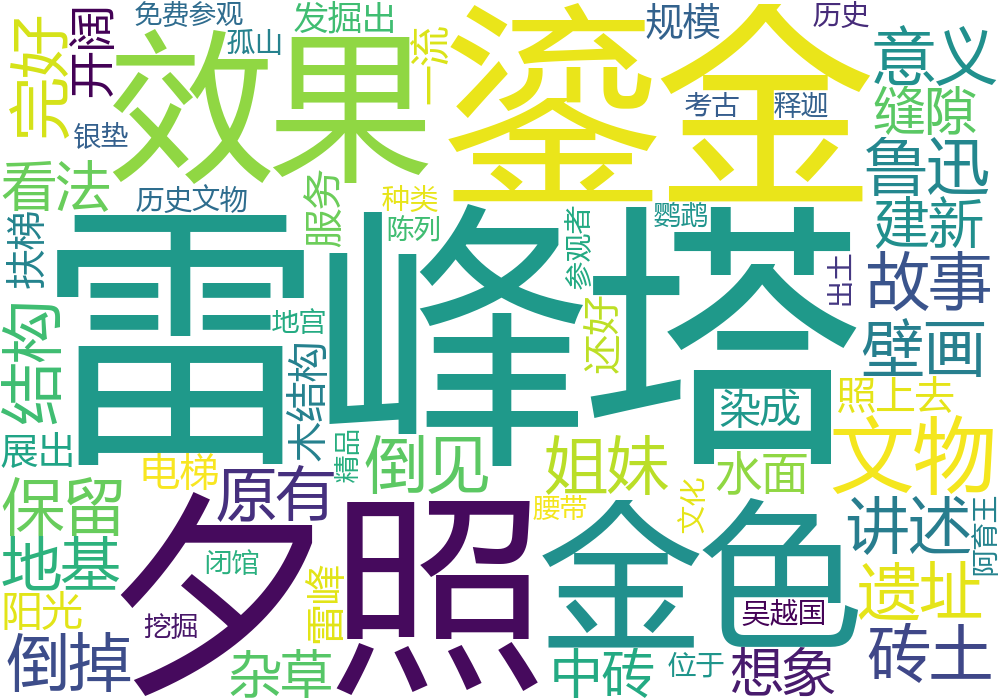 免费参观
发掘出
规模
历史
完好
开阔
效果
孤山
一流
鎏金
意义
银垫
考古
释迦
缝隙
看法
历史文物
服务
种类
陈列
鹦鹉
鲁迅
扶梯
参观者
建新
雷峰塔
出土
故事
结构
地宫
还好
壁画
木结构
照上去
染成
展出
电梯
精品
倒见
姐妹
水面
文物
保留
原有
腰带
文化
讲述
阿育王
地基
夕照
金色
闭馆
雷峰
遗址
阳光
挖掘
吴越国
倒掉
杂草
中砖
位于
想象
砖土